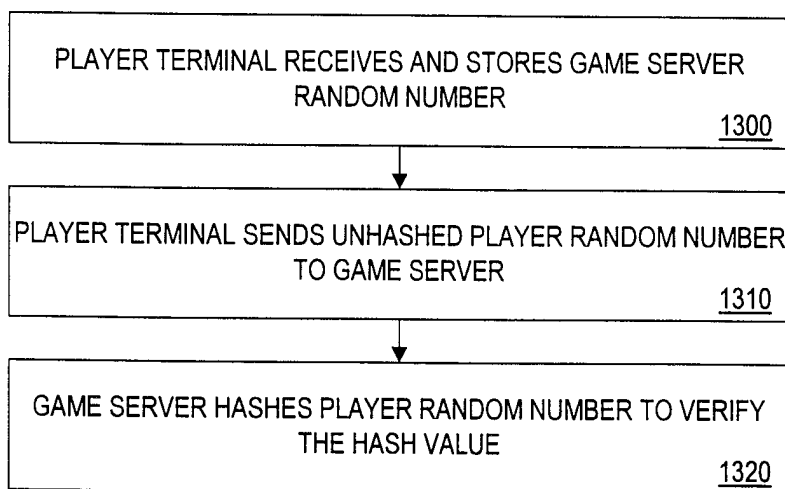 PLAYER TERMINAL RECEIVES AND STORES GAME SERVER
RANDOM NUMBER
1300
PLAYER TERMINAL SENDS UNHASHED PLAYER RANDOM NUMBER
TO GAME SERVER
1310
GAME SERVER HASHES PLAYER RANDOM NUMBER TO VERIFY
THE HASH VALUE
1320